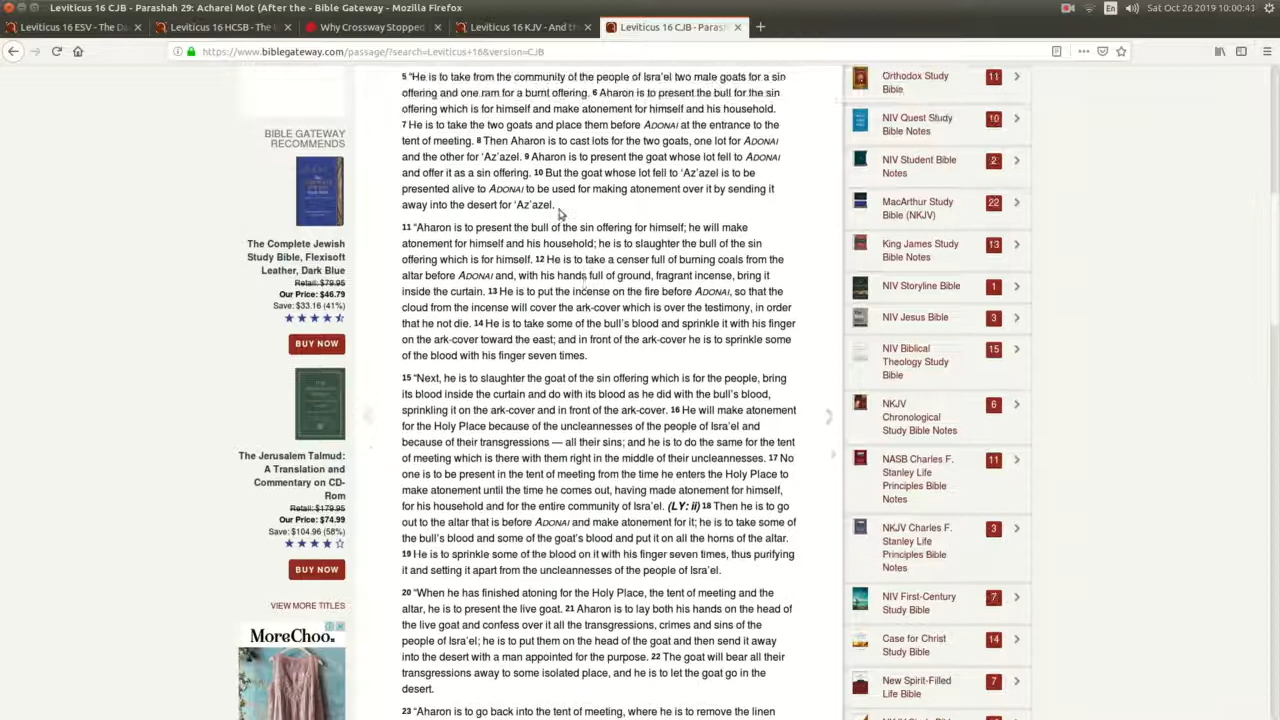 Leviticus 16 CJB - Parashah 29: Acharei Mot (After the - Bible Gateway - Mozilla Firefox
En
Sat Oct 26 2019 10:00:41
Leviticus 16 ESV - The Da
Leviticus 16 HCSB - The
Why Crossway Stopped
Leviticus 16 KJV - And th
Leviticus 16 CJB - Parash
https://www.biblegateway.com/passage/?search=Leviticus+16&version=CJB
BIBLE GATEWAY
RECOMMENDS
The Complete Jewish
Study Bible, Flexisoft
Leather, Dark Blue
Retail: $79.95
Our Price: $46.79
Save: $33.16 (41%)
BUY NOW
The Jerusalem Talmud:
A Translation and
Commentary on CD-
Rom
Retail: $179.95
Our Price: $74.99
Save: $104.96 (58%)
BUY NOW
VIEW MORE TITLES
MoreChoo.
5 “He is to take from the community of the people of Isra’el two male goats for a sin
offering and one ram for a burnt offering. 6 Aharon is to present the bull for the sin
offering which is for himself and make atonement for himself and his household.
7 He is to take the two goats and place them before ADONAI at the entrance to the
tent of meeting. 8 Then Aharon is to cast lots for the two goats, one lot for ADONAI
and the other for ‘Az’azel. 9 Aharon is to present the goat whose lot fell to ADONAI
and offer it as a sin offering. 10 But the goat whose lot fell to ‘Az’azel is to be
presented alive to ADONAI to be used for making atonement over it by sending it
away into the desert for ‘Az’azel.
11 “Aharon is to present the bull of the sin offering for himself; he will make
atonement for himself and his household; he is to slaughter the bull of the sin
offering which is for himself. 12 He is to take a censer full of burning coals from the
altar before ADONAI and, with his hands full of ground, fragrant incense, bring it
inside the curtain. 13 He is to put the incense on the fire before ADONAI, so that the
cloud from the incense will cover the ark-cover which is over the testimony, in order
that he not die. 14 He is to take some of the bull’s blood and sprinkle it with his finger
on the ark-cover toward the east; and in front of the ark-cover he is to sprinkle some
of the blood with his finger seven times.
15 “Next, he is to slaughter the goat of the sin offering which is for the people, bring
its blood inside the curtain and do with its blood as he did with the bull’s blood,
sprinkling it on the ark-cover and in front of the ark-cover. 16 He will make atonement
for the Holy Place because of the uncleannesses of the people of Isra’el and
because of their transgressions — all their sins; and he is to do the same for the tent
of meeting which is there with them right in the middle of their uncleannesses. 17 No
one is to be present in the tent of meeting from the time he enters the Holy Place to
make atonement until the time he comes out, having made atonement for himself,
for his household and for the entire community of Isra’el. (LY: ii) 18 Then he is to go
out to the altar that is before ADONAI and make atonement for it; he is to take some of
the bull’s blood and some of the goat’s blood and put it on all the horns of the altar.
19 He is to sprinkle some of the blood on it with his finger seven times, thus purifying
it and setting it apart from the uncleannesses of the people of Isra’el.
20 “When he has finished atoning for the Holy Place, the tent of meeting and the
altar, he is to present the live goat. 21 Aharon is to lay both his hands on the head of
the live goat and confess over it all the transgressions, crimes and sins of the
people of Isra’el; he is to put them on the head of the goat and then send it away
into the desert with a man appointed for the purpose. 22 The goat will bear all their
transgressions away to some isolated place, and he is to let the goat go in the
desert.
23 “Aharon is to go back into the tent of meeting, where he is to remove the linen
Orthodox Study
Bible
11
NIV Quest Study
Bible Notes
10
NIV Student Bible
Notes
2
MacArthur Study
Bible (NKJV)
22
King James Study
Bible Notes
13
NIV Storyline Bible
1
NIV Jesus Bible
3
NIV Biblical
Theology Study
Bible
15
NKJV
Chronological
Study Bible Notes
6
NASB Charles F.
Stanley Life
Principles Bible
Notes
11
NKJV Charles F.
Stanley Life
Principles Bible
Notes
3
NIV First-Century
Study Bible
7
Case for Christ
Study Bible
14
New Spirit-Filled
Life Bible
7